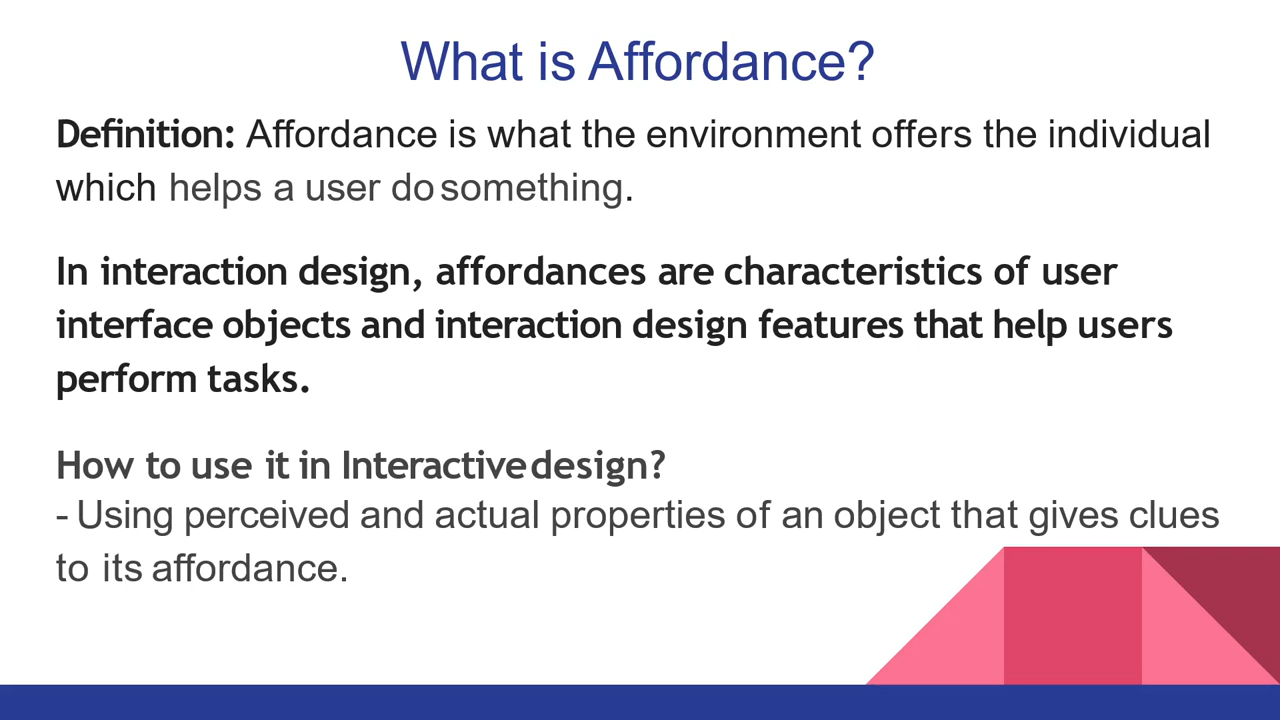 What is Affordance?
Definition: Affordance is what the environment offers the individual
which helps a user do something.
In interaction design, affordances are characteristics of user
interface objects and interaction design features that help users
perform tasks.
How to use it in Interactive design?
- Using perceived and actual properties of an object that gives clues
to its affordance.